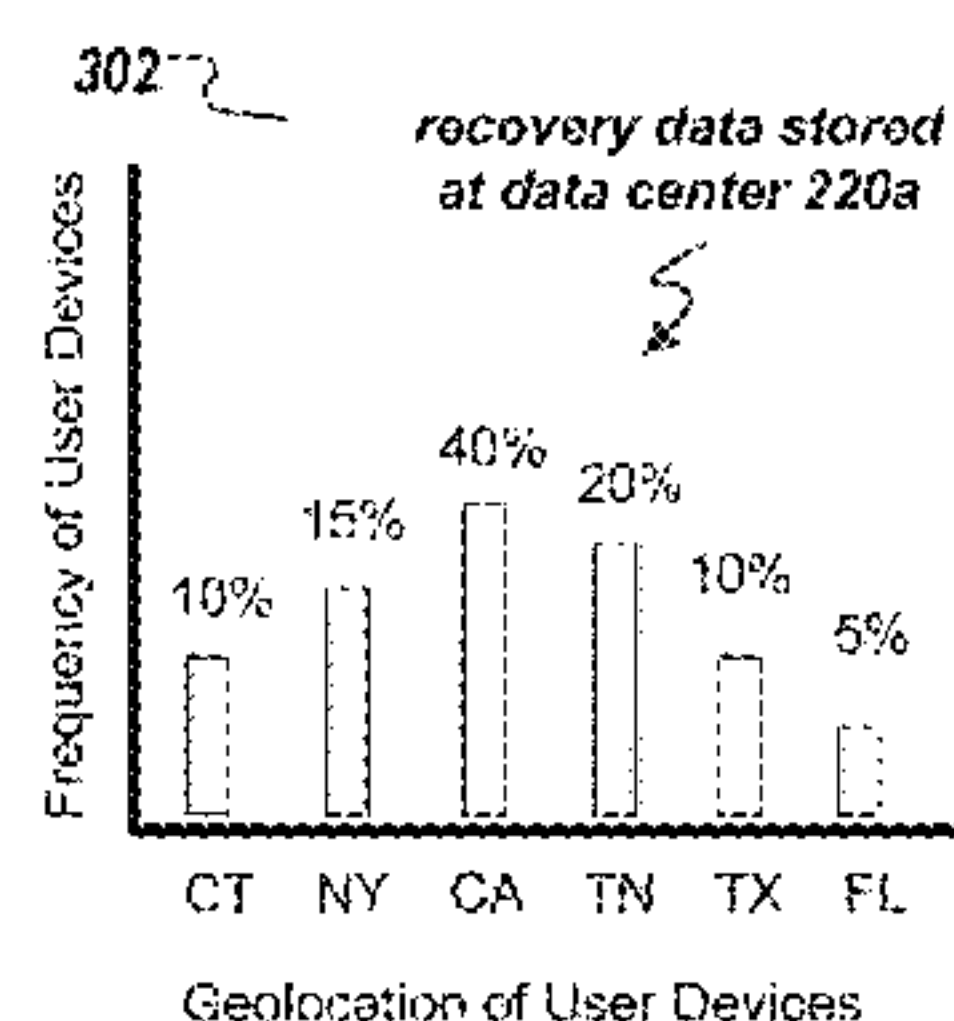 302
recovery data stored
at data center 220a
Frequency of User Devices
40%
20%
15%
10%
10%
5%
CT NY CA TN TX FL
Geolocation of User Devices